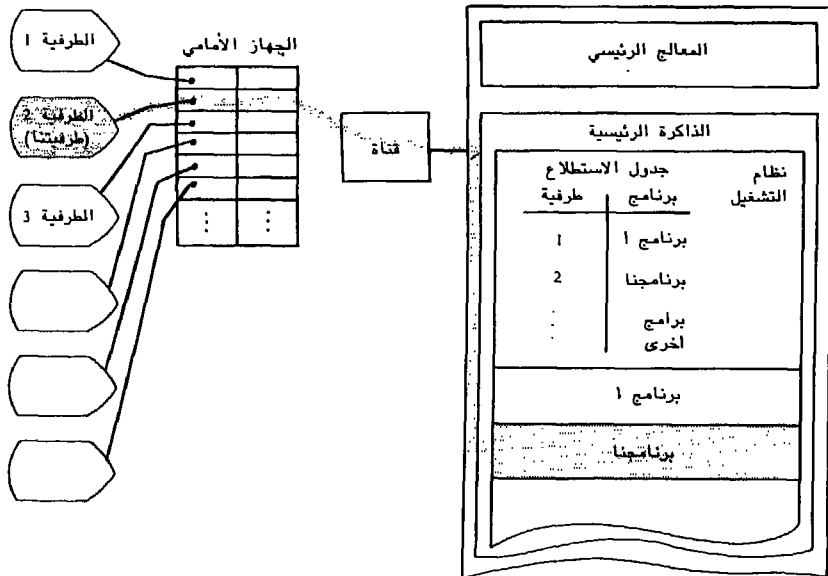 الطرفية 1
الطرفية 2
(طرفيتنا)
الطرفية 3
الجهاز الأمامي
قناة
المعالج الرئيسي
الذاكرة الرئيسية
نظام
التشغيل
جدول الاستطلاع
برنامج
طرفية
برنامج 1
1
برنامجنا
2
برامج
اخرى
برنامج 1
برنامجنا